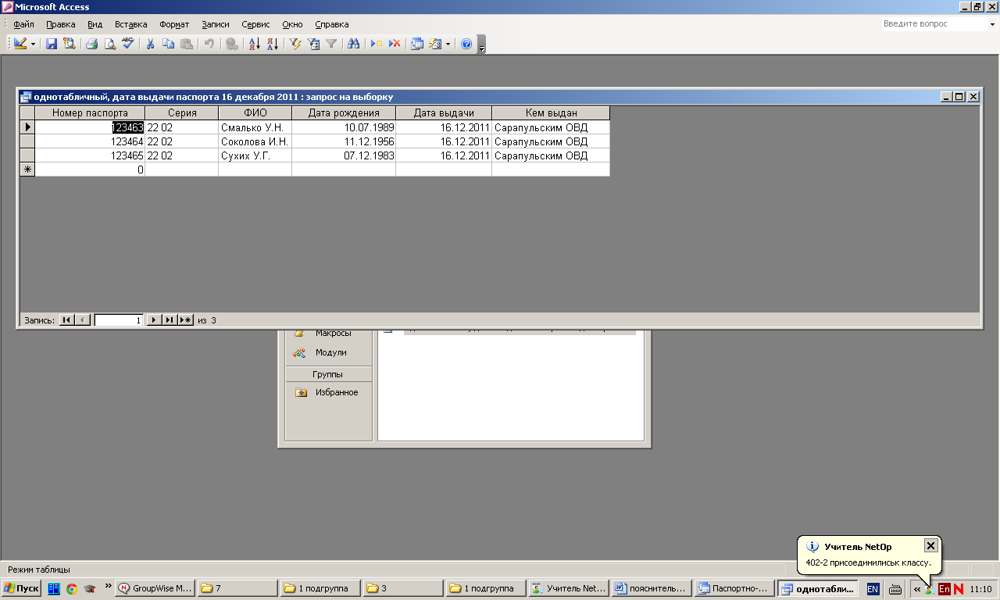 Microsoft Access
Файл Правка Вид Вставка Формат Записи Сервис Окно Справка Введите вопрос
однотабличный, дата выдачи паспорта 16 декабря 2011 : запрос на выборку
Номер паспорта Серия ФИО Дата рождения Дата выдачи Кем выдан
123463 22 02 Смалько У.Н. 10.07.1989 16.12.2011 Сарапульским ОВД
123464 22 02 Соколова И.Н. 11.12.1956 16.12.2011 Сарапульским ОВД
123465 22 02 Сухих У.Г. 07.12.1983 16.12.2011 Сарапульским ОВД
0
Запись: 1 из 3
Макросы
Модули
Группы
Избранное
Учитель NetOp
402-2 присоединилиськ классу.
Режим таблицы
Пуск GroupWise M... 7 1 подгруппа 3 1 подгруппа Учитель Net... пояснитель... Паспортно-... однотабли... EN En N 11:10